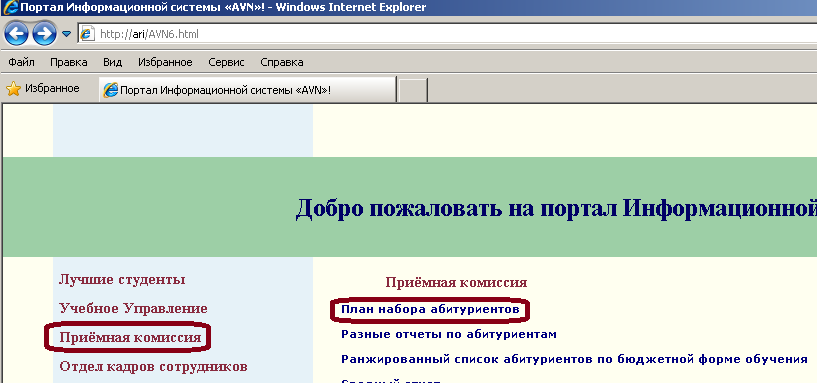 Портал Информационной системы «AVN»! - Windows Internet Explorer
http://ari/AVN6.html
Файл Правка Вид Избранное Сервис Справка
Избранное Портал Информационной системы «AVN»!
Добро пожаловать на портал Информационной
Лучшие студенты
Учебное Управление
Приёмная комиссия
Отдел кадров сотрудников
Приёмная комиссия
План набора абитуриентов
Разные отчеты по абитуриентам
Ранжированный список абитуриентов по бюджетной форме обучения